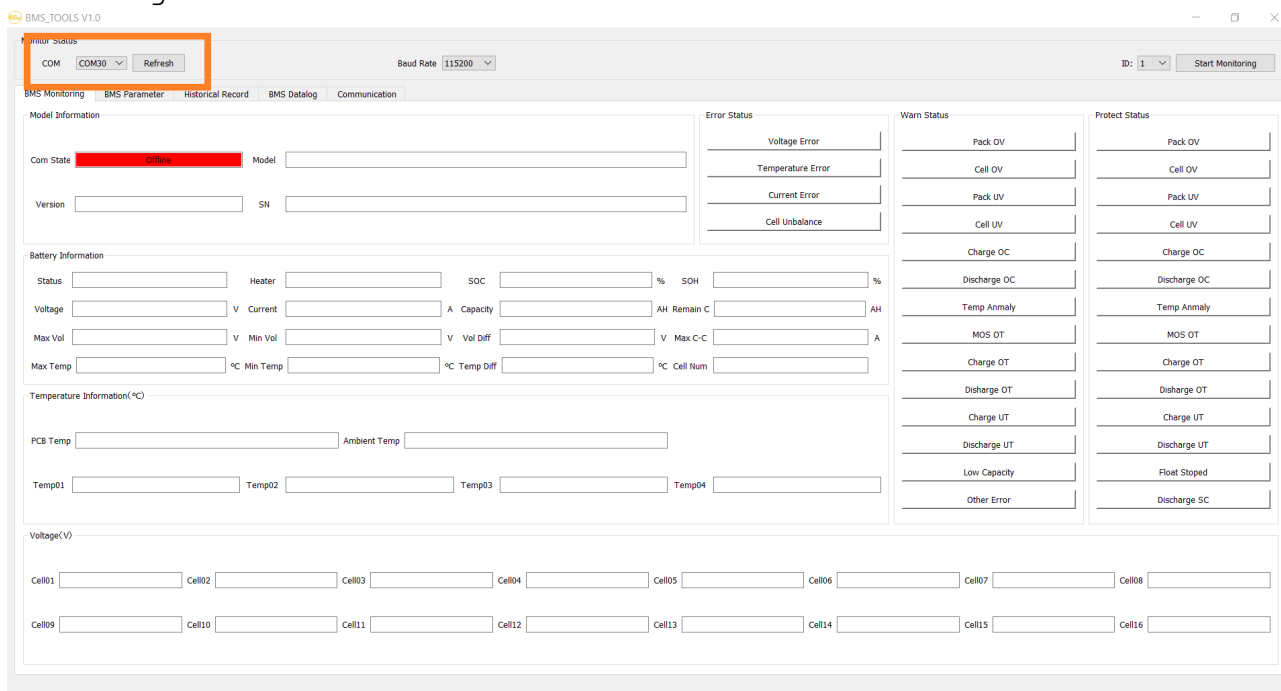 BMS_TOOLS V1.0
Monitor Status
COM COM30 Refresh Baud Rate 115200 ID: 1 Start Monitoring
BMS Monitoring BMS Parameter Historical Record BMS Datalog Communication
Model Information
Com State Offline Model
Version SN
Error Status
Voltage Error
Temperature Error
Current Error
Cell Unbalance
Warn Status
Pack OV
Cell OV
Pack UV
Cell UV
Charge OC
Discharge OC
Temp Anmaly
MOS OT
Charge OT
Disharge OT
Charge UT
Discharge UT
Low Capacity
Other Error
Protect Status
Pack OV
Cell OV
Pack UV
Cell UV
Charge OC
Discharge OC
Temp Anmaly
MOS OT
Charge OT
Disharge OT
Charge UT
Discharge UT
Float Stoped
Discharge SC
Battery Information
Status Heater SOC % SOH %
Voltage V Current A Capacity AH Remain C AH
Max Vol V Min Vol V Vol Diff V Max C-C A
Max Temp ºC Min Temp ºC Temp Diff ºC Cell Num
Temperature Information(ºC)
PCB Temp Ambient Temp
Temp01 Temp02 Temp03 Temp04
Voltage(V)
Cell01 Cell02 Cell03 Cell04 Cell05 Cell06 Cell07 Cell08
Cell09 Cell10 Cell11 Cell12 Cell13 Cell14 Cell15 Cell16